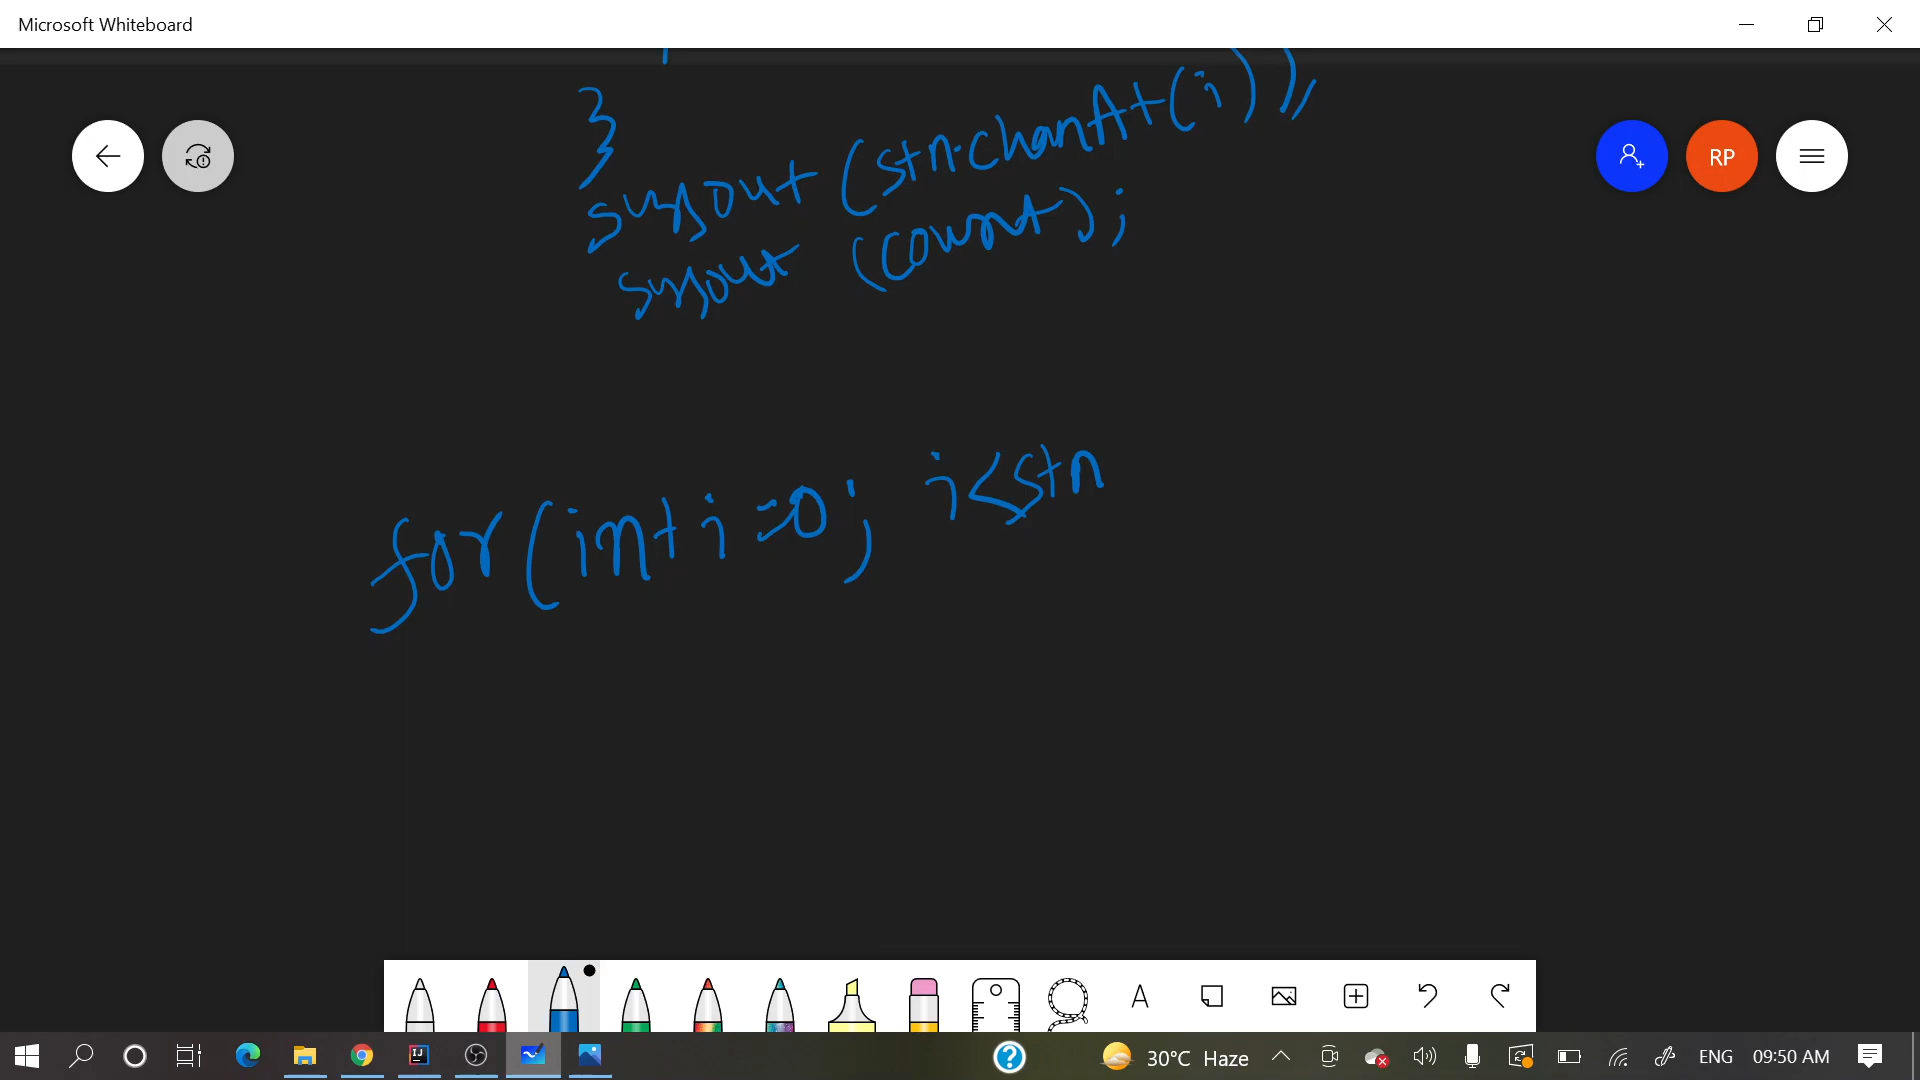 Microsoft Whiteboard
}
sysout (str.charAt(i));
sysout (count);
RP
for(int i=0; i<str
A
30°C Haze
ENG
09:50 AM